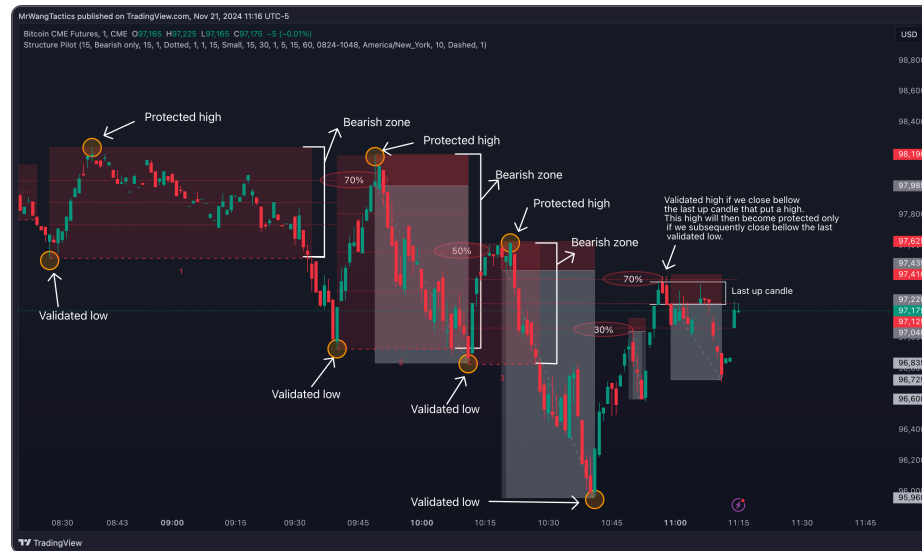 MrWangTactics published on TradingView.com, Nov 21, 2024 11:16 UTC-5
Bitcoin CME Futures, 1, CME O97,165 H97,225 L97,165 C97,175 −5 (−0.01%)
USD
Structure Pilot (15, Bearish only, 15, 1, Dotted, 1, 1, 15, Small, 15, 30, 1, 5, 15, 60, 0824-1048, America/New_York, 10, Dashed, 1)
98,800
98,600
98,400
Protected high
Bearish zone
Protected high
98,190
70%
Bearish zone
97,985
Validated high if we close bellow
the last up candle that put a high.
This high will then become protected only
if we subsequently close bellow the last
validated low.
Protected high
97,800
Bearish zone
97,625
50%
97,435
1
70%
97,410
Last up candle
97,220
Validated low
97,175
30%
97,125
97,040
2
3
96,835
96,725
Validated low
96,600
Validated low
96,400
96,200
Validated low
95,960
08:30 08:43 09:00 09:15 09:30 09:45 10:00 10:15 10:30 10:45 11:00 11:15 11:30 11:45
TradingView